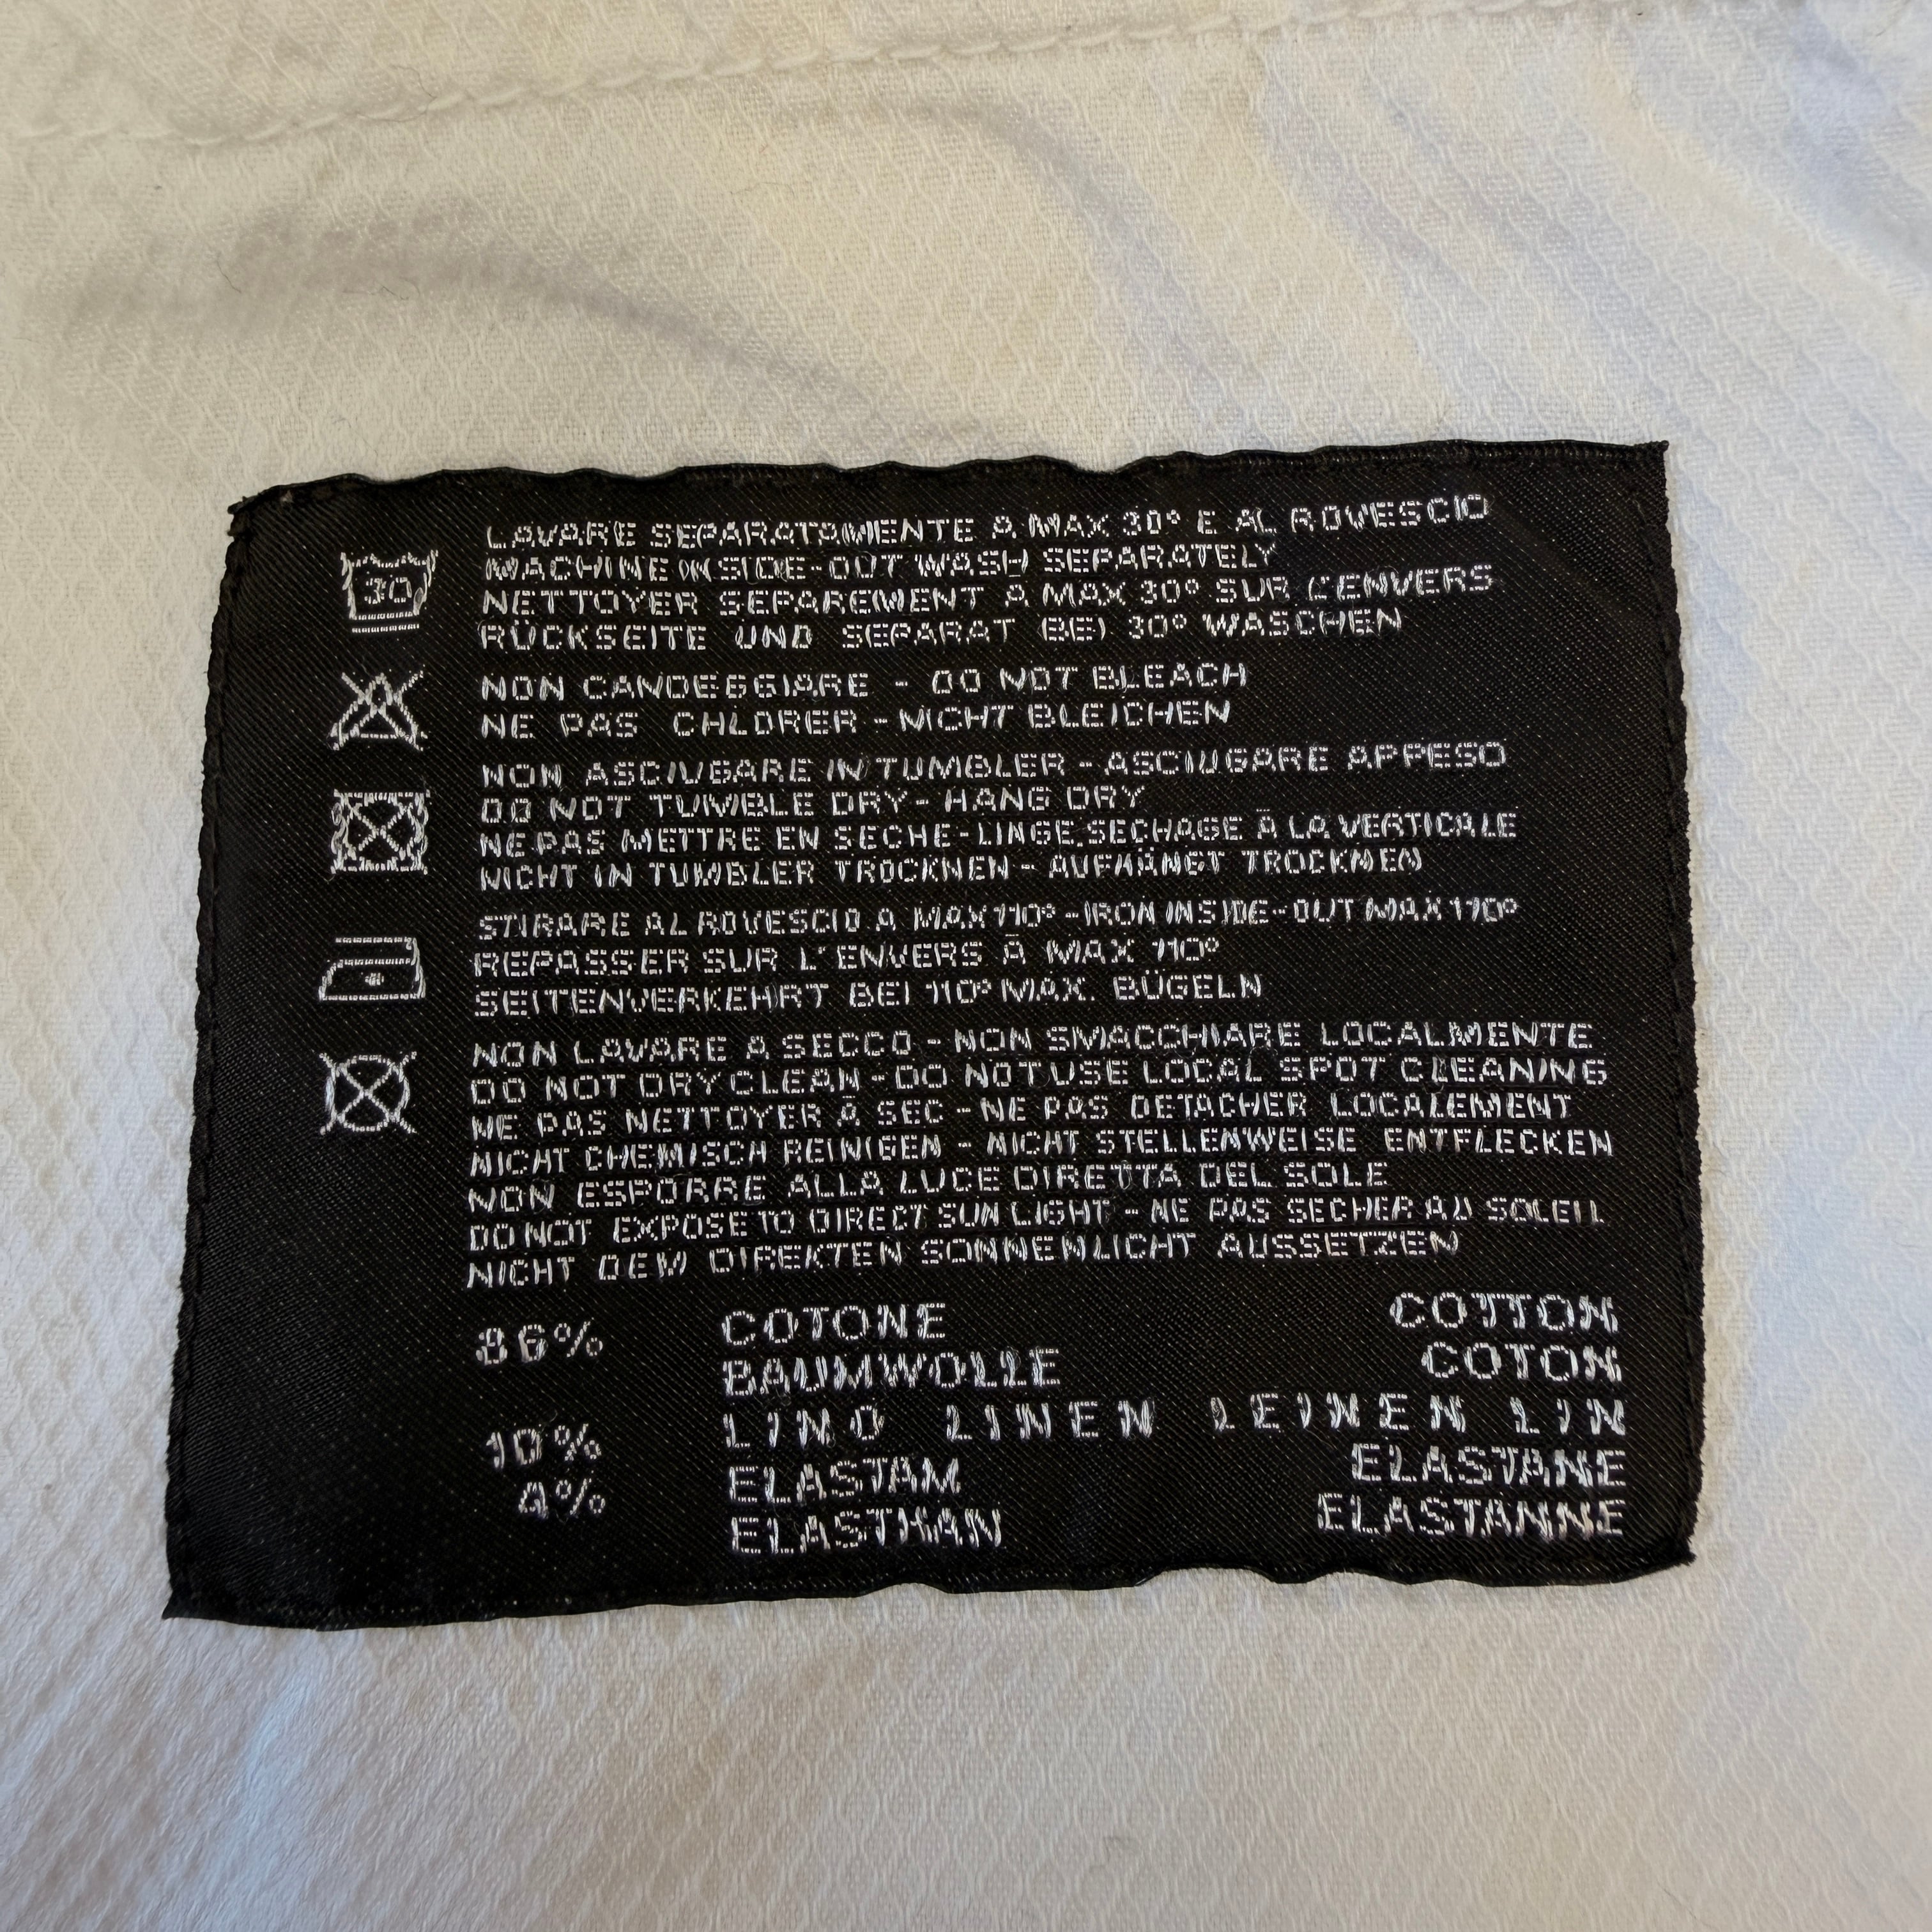 LAVARE SEPARATAMENTE A MAX 30° E AL ROVESCIO
30
MACHINE INSIDE-OUT WASH SEPARATELY
NETTOYER SEPAREMENT A MAX 30° SUR L'ENVERS
RÜCKSEITE UND SEPARAT BEI 30° WASCHEN
NON CANDEGGIARE - DO NOT BLEACH
NE PAS CHLORER - NICHT BLEICHEN
NON ASCIUGARE IN TUMBLER - ASCIUGARE APPESO
DO NOT TUMBLE DRY - HANG DRY
NE PAS METTRE EN SECHE-LINGE, SECHAGE À LA VERTICALE
NICHT IN TUMBLER TROCKNEN - AUFHÄNGT TROCKNEN
STIRARE AL ROVESCIO A MAX 110° - IRON INSIDE-OUT MAX 110°
REPASSER SUR L'ENVERS À MAX 110°
SEITENVERKEHRT BEI 110° MAX. BÜGELN
NON LAVARE A SECCO - NON SMACCHIARE LOCALMENTE
DO NOT DRY CLEAN - DO NOT USE LOCAL SPOT CLEANING
NE PAS NETTOYER À SEC - NE PAS DETACHER LOCALEMENT
NICHT CHEMISCH REINIGEN - NICHT STELLENWEISE ENTFLECKEN
NON ESPORRE ALLA LUCE DIRETTA DEL SOLE
DO NOT EXPOSE TO DIRECT SUN LIGHT - NE PAS SECHER AU SOLEIL
NICHT DEM DIREKTEN SONNENLICHT AUSSETZEN
86% COTONE COTTON
BAUMWOLLE COTON
10% LINO LINEN LEINEN LIN
4% ELASTAM ELASTANE
ELASTHAN ELASTANNE